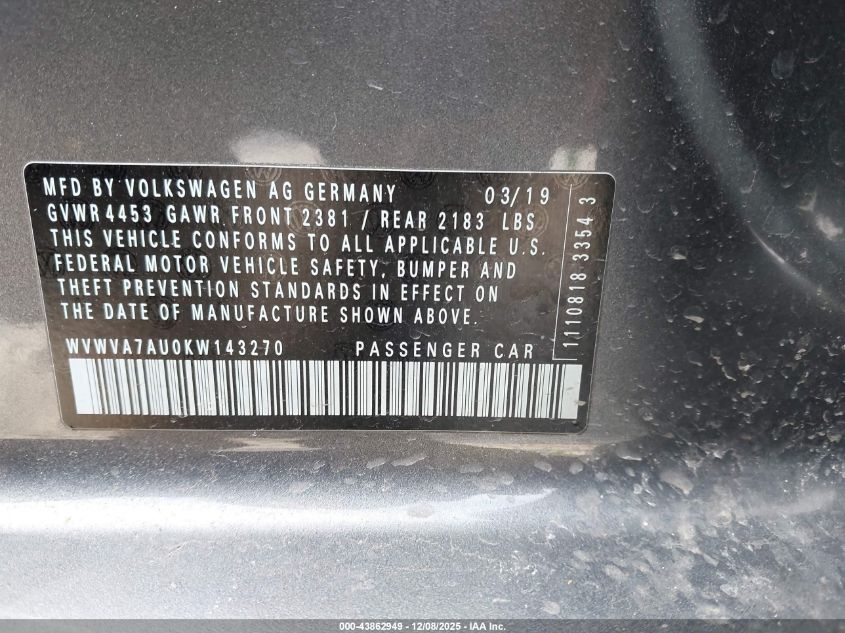 MFD BY VOLKSWAGEN AG GERMANY 03/19
GVWR 4453 GAWR FRONT 2381 / REAR 2183 LBS
THIS VEHICLE CONFORMS TO ALL APPLICABLE U.S.
FEDERAL MOTOR VEHICLE SAFETY, BUMPER AND
THEFT PREVENTION STANDARDS IN EFFECT ON
THE DATE OF MANUFACTURE SHOWN ABOVE.
WVWVA7AU0KW143270 PASSENGER CAR
1110818 3354 3
000-43862949 - 12/08/2025 - IAA Inc.